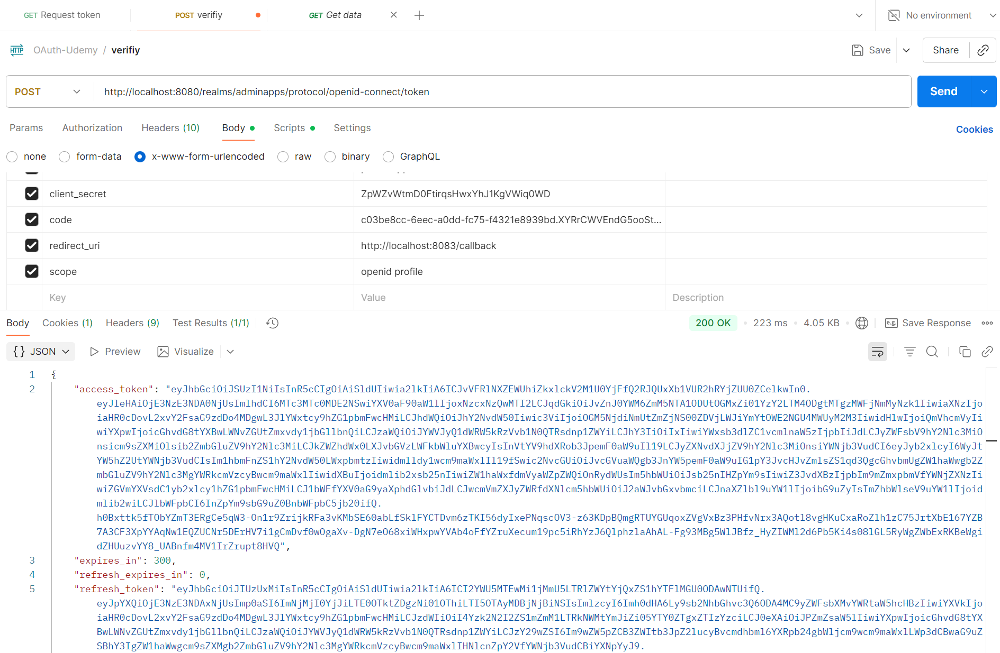 GET Request token
POST verifiy
GET Get data
No environment
HTTP OAuth-Udemy / verifiy
Save
Share
POST
http://localhost:8080/realms/adminapps/protocol/openid-connect/token
Send
Params
Authorization
Headers (10)
Body
Scripts
Settings
Cookies
none
form-data
x-www-form-urlencoded
raw
binary
GraphQL
client_secret
ZpWZvWtmD0FtirqsHwxYhJ1KgVWiq0WD
code
c03be8cc-6eec-a0dd-fc75-f4321e8939bd.XYRrCWVEndG5ooSt...
redirect_uri
http://localhost:8083/callback
scope
openid profile
Key
Value
Description
Body
Cookies (1)
Headers (9)
Test Results (1/1)
200 OK
223 ms
4.05 KB
e.g. Save Response
{} JSON
Preview
Visualize
1 {
2 "access_token": "eyJhbGciOiJSUzI1NiIsInR5cCIgOiAiSldUIiwia2lkIiA6ICJvVFRlNXZEWUhiZkxlckV2M1U0YjFfQ2RJQUxXb1VUR2hRYjZUU0ZCelkwIn0.
eyJleHAiOjE3NzE3NDA0NjUsImlhdCI6MTc3MTc0MDE2NSwiYXV0aF90aW1lIjoxNzcxNzQwMTI2LCJqdGkiOiJvZnJ0YWM6ZmM5NTA1ODUtOGMxZi01YzY2LTM4ODgtMTgzMWFjNmMyNzk1IiwiaXNzIjo
iaHR0cDovL2xvY2FsaG9zdDo4MDgwL3JlYWxtcy9hZG1pbmFwcHMiLCJhdWQiOiJhY2NvdW50Iiwic3ViIjoiOGM5NjdiNmUtZmZjNS00ZDVjLWJiYmYtOWE2NGU4MWUyM2M3IiwidHlwIjoiQmVhcmVyIi
wiYXpwIjoicGhvdG8tYXBwLWNvZGUtZmxvdy1jbGllbnQiLCJzaWQiOiJYWVJyQ1dWRW5kRzVvb1N0QTRsdnp1ZWYiLCJhY3IiOiIxIiwiYWxsb3dlZC1vcmlnaW5zIjpbIiJdLCJyZWFsbV9hY2Nlc3MiO
nsicm9sZXMiOlsib2ZmbGluZV9hY2Nlc3MiLCJkZWZhdWx0LXJvbGVzLWFkbWluYXBwcyIsInVtYV9hdXRob3JpemF0aW9uIl19LCJyZXNvdXJjZV9hY2Nlc3MiOnsiYWNjb3VudCI6eyJyb2xlcyI6WyJt
YW5hZ2UtYWNjb3VudCIsIm1hbmFnZS1hY2NvdW50LWxpbmtzIiwidmlldy1wcm9maWxlIl19fSwic2NvcGUiOiJvcGVuaWQgb3JnYW5pemF0aW9uIG1pY3JvcHJvZmlsZS1qd3QgcGhvbmUgZW1haWwgb2Z
mbGluZV9hY2Nlc3MgYWRkcmVzcyBwcm9maWxlIiwidXBuIjoidmlib2xsb25nIiwiZW1haWxfdmVyaWZpZWQiOnRydWUsIm5hbWUiOiJsb25nIHZpYm9sIiwiZ3JvdXBzIjpbIm9mZmxpbmVfYWNjZXNzIi
wiZGVmYXVsdC1yb2xlcy1hZG1pbmFwcHMiLCJ1bWFfYXV0aG9yaXphdGlvbiJdLCJwcmVmZXJyZWRfdXNlcm5hbWUiOiJ2aWJvbGxvbmciLCJnaXZlbl9uYW1lIjoibG9uZyIsImZhbWlseV9uYW1lIjoid
mlib2wiLCJlbWFpbCI6InZpYm9sbG9uZ0BnbWFpbC5jb20ifQ.
h0Bxttk5fTObYZmT3ERgCe5qW3-On1r9ZrijkRFa3vKMbSE60abLfSklFYCTDvm6zTKI56dyIxePNqscOV3-z63KDpBQmgRTUYGUqoxZVgVxBz3PHfvNrx3AQotl8vgHKuCxaRoZlh1zC75JrtXbE167YZB
7A3CF3XpYYAqNw1EQZUCNr5DErHV7i1gCmDvf0wOgaXv-DgN7eO68xiWHxpwYVAb4oFfYZruXecum19pc5iRhYzJ6QlphzlaAhAL-Fg93MBg5WlJBfz_HyZIWMl2d6Pb5Ki4s08lGL5RyWgZWbExRKBeWgi
dZHUuzvYY8_UABnfm4MV1IrZrupt8HVQ",
3 "expires_in": 300,
4 "refresh_expires_in": 0,
5 "refresh_token": "eyJhbGciOiJIUzUxMiIsInR5cCIgOiAiSldUIiwia2lkIiA6ICI2YWU5MTEwMi1jMmU5LTRlZWYtYjQxZS1hYTFlMGU0ODAwNTUifQ.
eyJpYXQiOjE3NzE3NDAxNjUsImp0aSI6ImNjMjI0YjJiLTE0OTktZDgzNi01OThiLTI5OTAyMDBjNjBiNSIsImlzcyI6Imh0dHA6Ly9sb2NhbGhvc3Q6ODA4MC9yZWFsbXMvYWRtaW5hcHBzIiwiYXVkIjo
iaHR0cDovL2xvY2FsaG9zdDo4MDgwL3JlYWxtcy9hZG1pbmFwcHMiLCJzdWIiOiI4Yzk2N2I2ZS1mZmM1LTRkNWMtYmJiZi05YTY0ZTgxZTIzYzciLCJ0eXAiOiJPZmZsaW5lIiwiYXpwIjoicGhvdG8tYX
BwLWNvZGUtZmxvdy1jbGllbnQiLCJzaWQiOiJYWVJyQ1dWRW5kRzVvb1N0QTRsdnp1ZWYiLCJzY29wZSI6Im9wZW5pZCB3ZWItb3JpZ2lucyBvcmdhbml6YXRpb24gbWljcm9wcm9maWxlLWp3dCBwaG9uZ
SBhY3IgZW1haWwgcm9sZXMgb2ZmbGluZV9hY2Nlc3MgYWRkcmVzcyBwcm9maWxlIHNlcnZpY2VfYWNjb3VudCBiYXNpYyJ9.